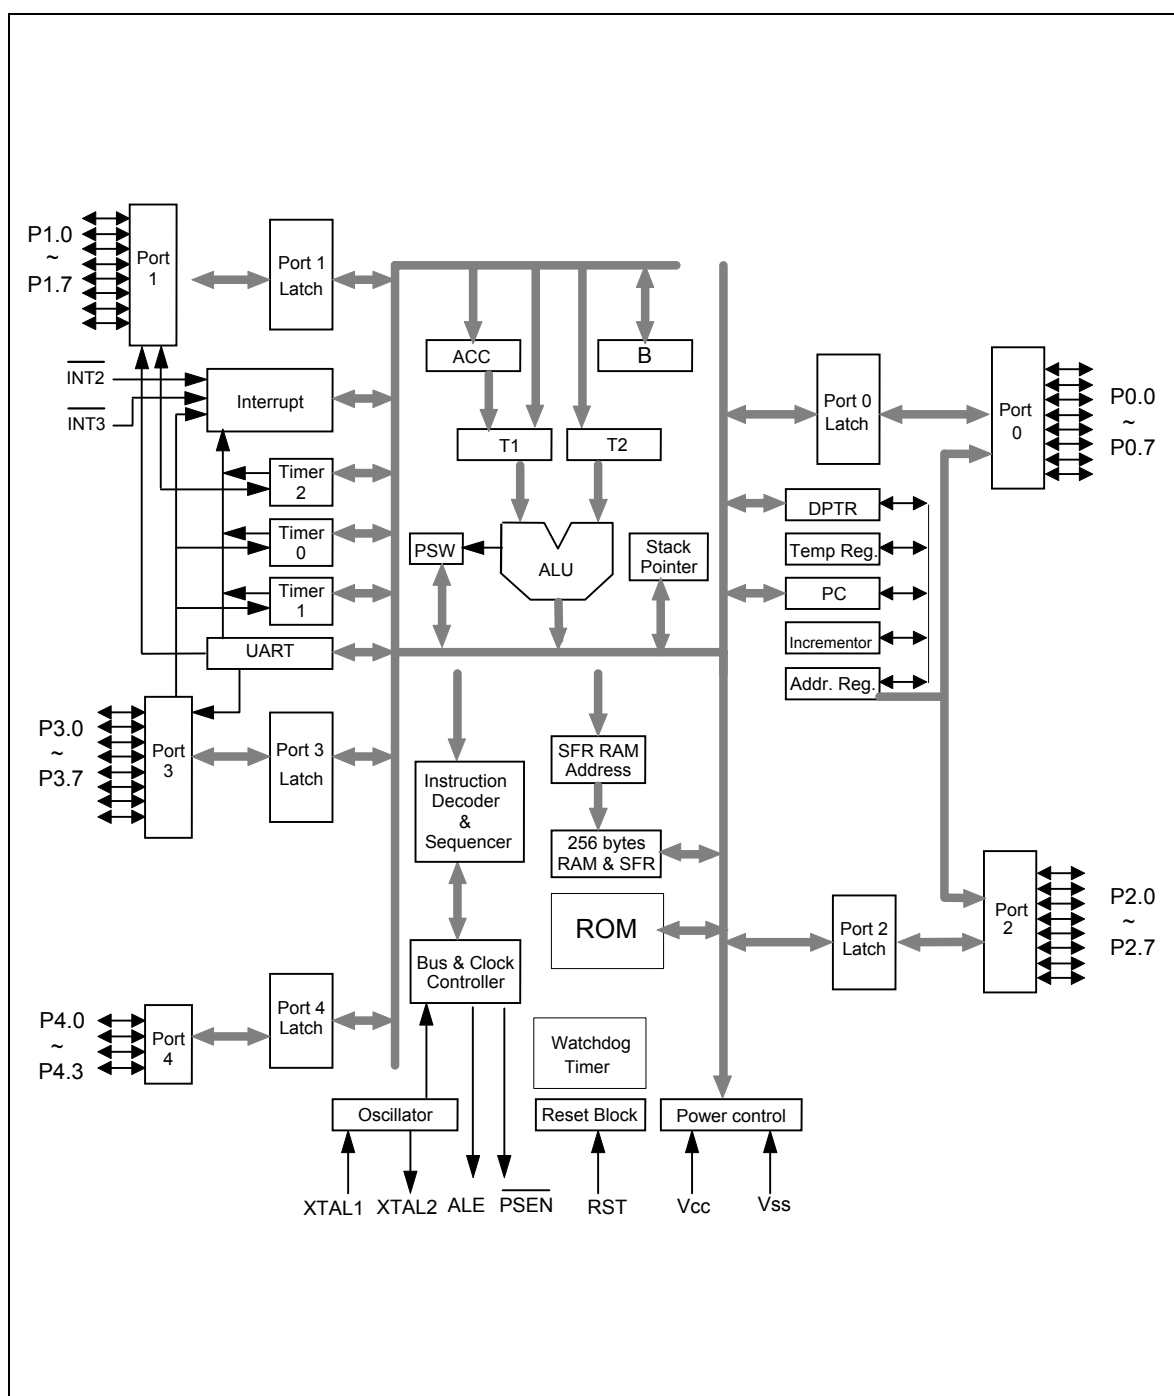 P1.0
~
P1.7
Port
1
Port 1
Latch
INT2
INT3
Interrupt
Timer
2
Timer
0
Timer
1
UART
P3.0
~
P3.7
Port
3
Port 3
Latch
P4.0
~
P4.3
Port
4
Port 4
Latch
ACC
B
T1
T2
PSW
ALU
Stack
Pointer
Instruction
Decoder
&
Sequencer
SFR RAM
Address
256 bytes
RAM & SFR
ROM
Bus & Clock
Controller
Watchdog
Timer
Oscillator
Reset Block
Power control
XTAL1
XTAL2
ALE
PSEN
RST
Vcc
Vss
Port 0
Latch
Port
0
P0.0
~
P0.7
DPTR
Temp Reg.
PC
Incrementor
Addr. Reg.
Port 2
Latch
Port
2
P2.0
~
P2.7